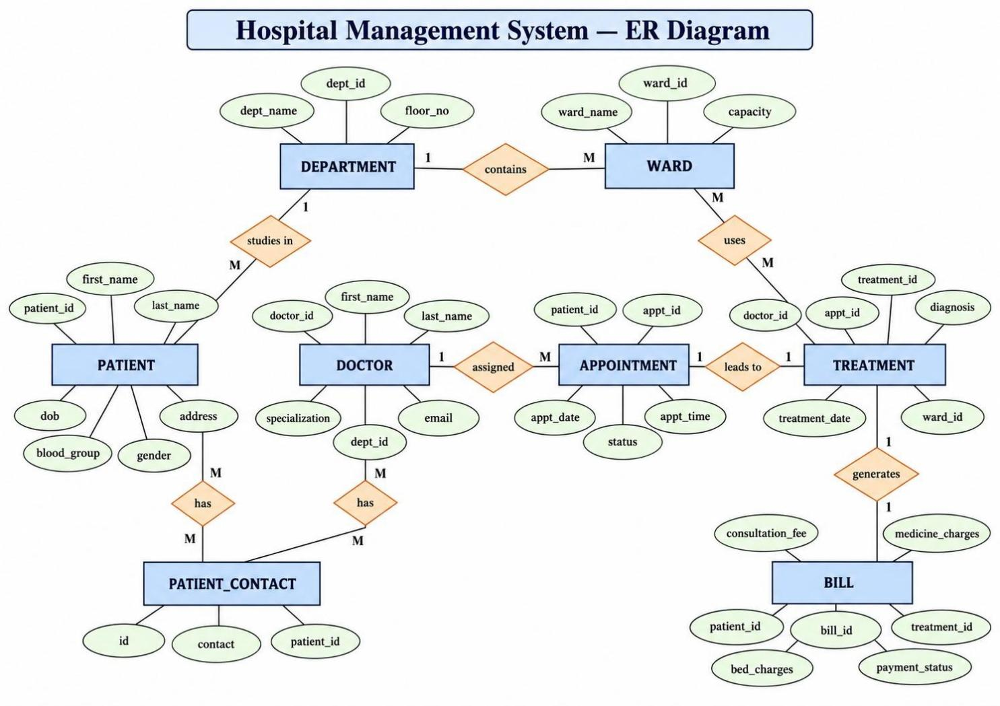 Hospital Management System — ER Diagram
dept_id
ward_id
dept_name
floor_no
ward_name
capacity
DEPARTMENT
1
contains
M
WARD
1
M
studies in
uses
M
M
first_name
treatment_id
patient_id
last_name
doctor_id
first_name
last_name
patient_id
appt_id
doctor_id
appt_id
diagnosis
PATIENT
DOCTOR
1
assigned
M
APPOINTMENT
1
leads to
1
TREATMENT
dob
address
specialization
email
appt_date
appt_time
treatment_date
ward_id
blood_group
gender
dept_id
status
1
M
M
generates
has
has
1
M
M
consultation_fee
medicine_charges
PATIENT_CONTACT
BILL
id
contact
patient_id
patient_id
bill_id
treatment_id
bed_charges
payment_status